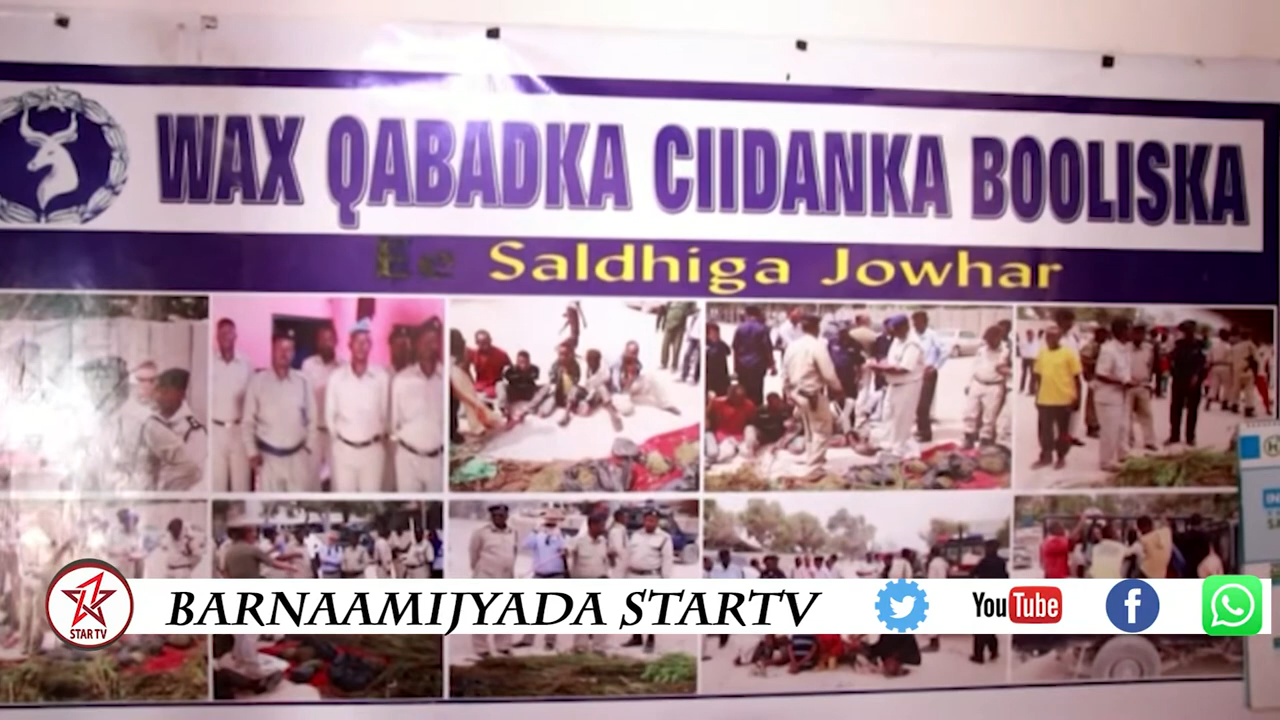 WAX QABADKA CIIDANKA BOOLISKA
Ee Saldhiga Jowhar
STAR TV
BARNAAMIJYADA STARTV
YouTube